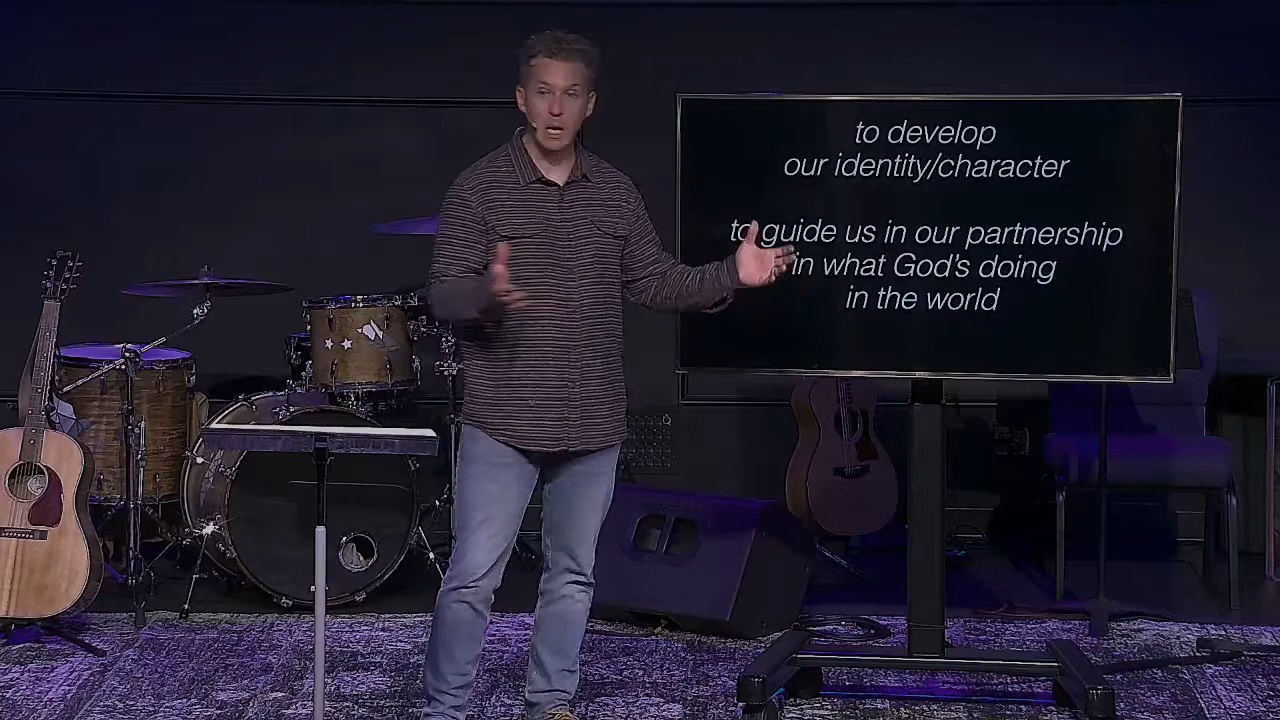 to develop
our identity/character
to guide us in our partnership
in what God's doing
in the world